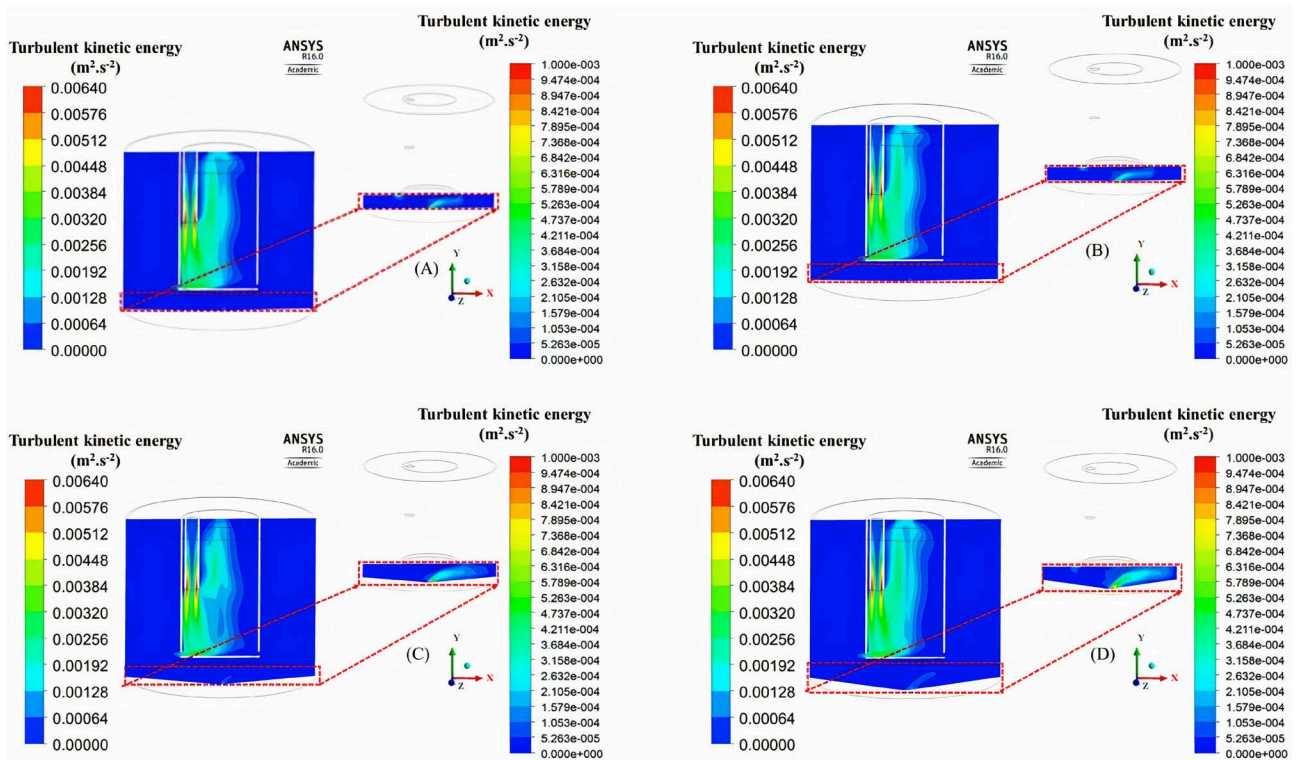 Turbulent kinetic energy
(m².s⁻²)
Turbulent kinetic energy
(m².s⁻²)
ANSYS
R16.0
Academic
0.00640
0.00576
0.00512
0.00448
0.00384
0.00320
0.00256
0.00192
0.00128
0.00064
0.00000
1.000e-003
9.474e-004
8.947e-004
8.421e-004
7.895e-004
7.368e-004
6.842e-004
6.316e-004
5.789e-004
5.263e-004
4.737e-004
4.211e-004
3.684e-004
3.158e-004
2.632e-004
2.105e-004
1.579e-004
1.053e-004
5.263e-005
0.000e+000
(A)
Y
X
Z
Turbulent kinetic energy
(m².s⁻²)
Turbulent kinetic energy
(m².s⁻²)
ANSYS
R16.0
Academic
0.00640
0.00576
0.00512
0.00448
0.00384
0.00320
0.00256
0.00192
0.00128
0.00064
0.00000
1.000e-003
9.474e-004
8.947e-004
8.421e-004
7.895e-004
7.368e-004
6.842e-004
6.316e-004
5.789e-004
5.263e-004
4.737e-004
4.211e-004
3.684e-004
3.158e-004
2.632e-004
2.105e-004
1.579e-004
1.053e-004
5.263e-005
0.000e+000
(B)
Y
X
Z
Turbulent kinetic energy
(m².s⁻²)
Turbulent kinetic energy
(m².s⁻²)
ANSYS
R16.0
Academic
0.00640
0.00576
0.00512
0.00448
0.00384
0.00320
0.00256
0.00192
0.00128
0.00064
0.00000
1.000e-003
9.474e-004
8.947e-004
8.421e-004
7.895e-004
7.368e-004
6.842e-004
6.316e-004
5.789e-004
5.263e-004
4.737e-004
4.211e-004
3.684e-004
3.158e-004
2.632e-004
2.105e-004
1.579e-004
1.053e-004
5.263e-005
0.000e+000
(C)
Y
X
Z
Turbulent kinetic energy
(m².s⁻²)
Turbulent kinetic energy
(m².s⁻²)
ANSYS
R16.0
Academic
0.00640
0.00576
0.00512
0.00448
0.00384
0.00320
0.00256
0.00192
0.00128
0.00064
0.00000
1.000e-003
9.474e-004
8.947e-004
8.421e-004
7.895e-004
7.368e-004
6.842e-004
6.316e-004
5.789e-004
5.263e-004
4.737e-004
4.211e-004
3.684e-004
3.158e-004
2.632e-004
2.105e-004
1.579e-004
1.053e-004
5.263e-005
0.000e+000
(D)
Y
X
Z